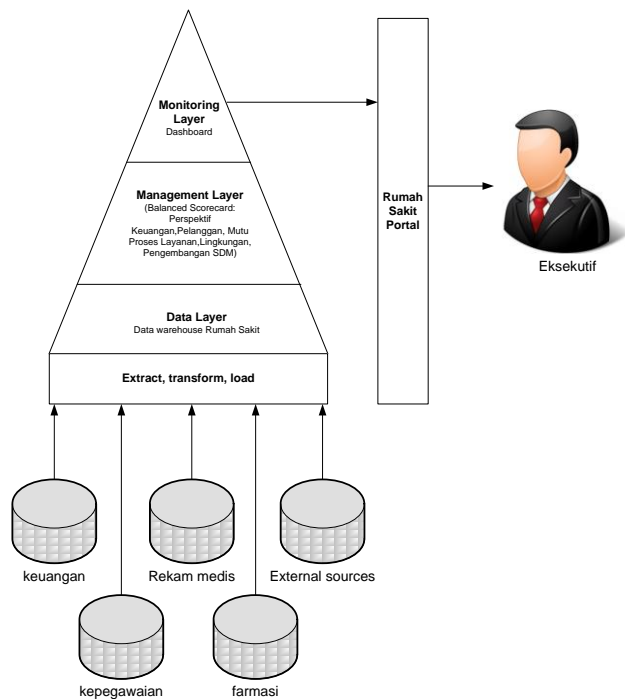 Monitoring
Layer
Dashboard
Management Layer
(Balanced Scorecard:
Perspektif
Keuangan,Pelanggan, Mutu
Proses Layanan,Lingkungan,
Pengembangan SDM)
Data Layer
Data warehouse Rumah Sakit
Extract, transform, load
Rumah
Sakit
Portal
Eksekutif
keuangan
Rekam medis
External sources
kepegawaian
farmasi